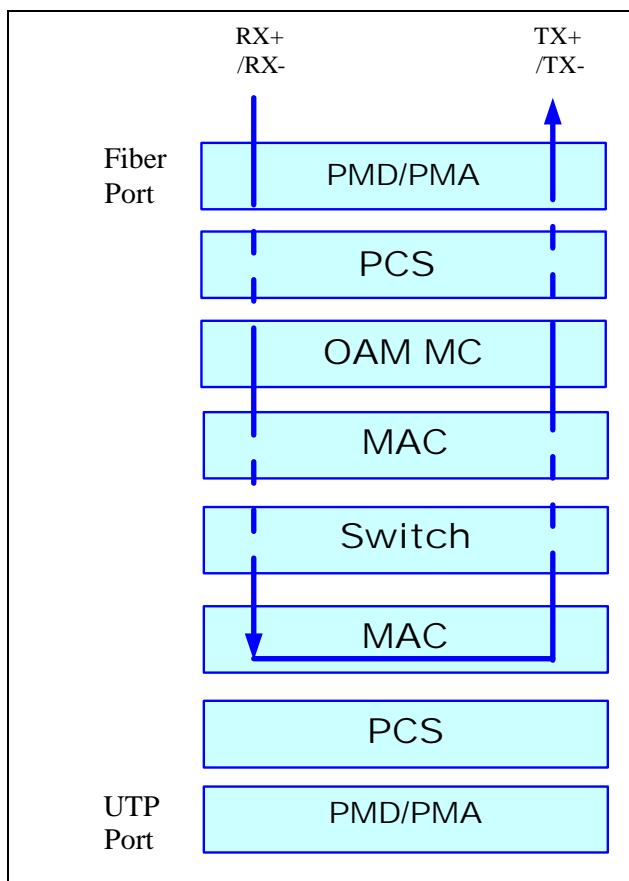 RX+
/RX-
TX+
/TX-
Fiber
Port
PMD/PMA
PCS
OAM MC
MAC
Switch
MAC
PCS
UTP
Port
PMD/PMA